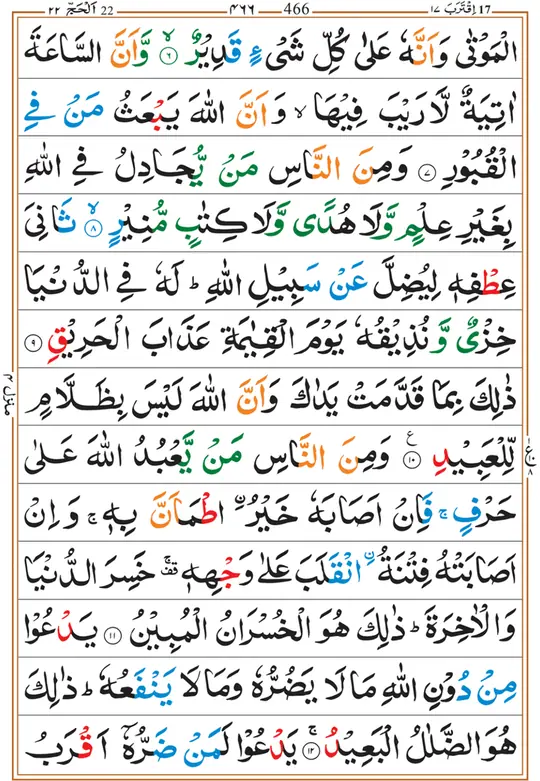 ١٧ اِقْتَرَبَ 17 466 ٤٦٦ 22 اَلْحَجّ ٢٢
الْمَوْتٰى وَاَنَّهٗ عَلٰى كُلِّ شَیْءٍ قَدِيْرٌ ۙ﴿۶﴾ وَّاَنَّ السَّاعَةَ
اٰتِيَةٌ لَّا رَيْبَ فِيْهَا ۙ وَاَنَّ اللّٰهَ يَبْعَثُ مَنْ فِي
الْقُبُوْرِ ﴿۷﴾ وَمِنَ النَّاسِ مَنْ يُّجَادِلُ فِي اللّٰهِ
بِغَيْرِ عِلْمٍ وَّلَا هُدًى وَّلَا كِتٰبٍ مُّنِيْرٍ ۙ﴿۸﴾ ثَانِيَ
عِطْفِهٖ لِيُضِلَّ عَنْ سَبِيْلِ اللّٰهِ ؕ لَهٗ فِي الدُّنْيَا
خِزْيٌ وَّنُذِيْقُهٗ يَوْمَ الْقِيٰمَةِ عَذَابَ الْحَرِيْقِ ﴿۹﴾
ذٰلِكَ بِمَا قَدَّمَتْ يَدٰكَ وَاَنَّ اللّٰهَ لَيْسَ بِظَلَّامٍ
لِّلْعَبِيْدِ ﴿۱۰﴾ ع وَمِنَ النَّاسِ مَنْ يَّعْبُدُ اللّٰهَ عَلٰى
حَرْفٍ ۚ فَاِنْ اَصَابَهٗ خَيْرُ ۨ اطْمَاَنَّ بِهٖ ۚ وَاِنْ
اَصَابَتْهُ فِتْنَةُ ۨ انْقَلَبَ عَلٰى وَجْهِهٖ ۚ۫ خَسِرَ الدُّنْيَا
وَالْاٰخِرَةَ ؕ ذٰلِكَ هُوَ الْخُسْرَانُ الْمُبِيْنُ ﴿۱۱﴾ يَدْعُوْا
مِنْ دُوْنِ اللّٰهِ مَا لَا يَضُرُّهٗ وَمَا لَا يَنْفَعُهٗ ؕ ذٰلِكَ
هُوَ الضَّلٰلُ الْبَعِيْدُ ۚ﴿۱۲﴾ يَدْعُوْا لَمَنْ ضَرُّهٗۤ اَقْرَبُ
منزل ۴
ع ٨